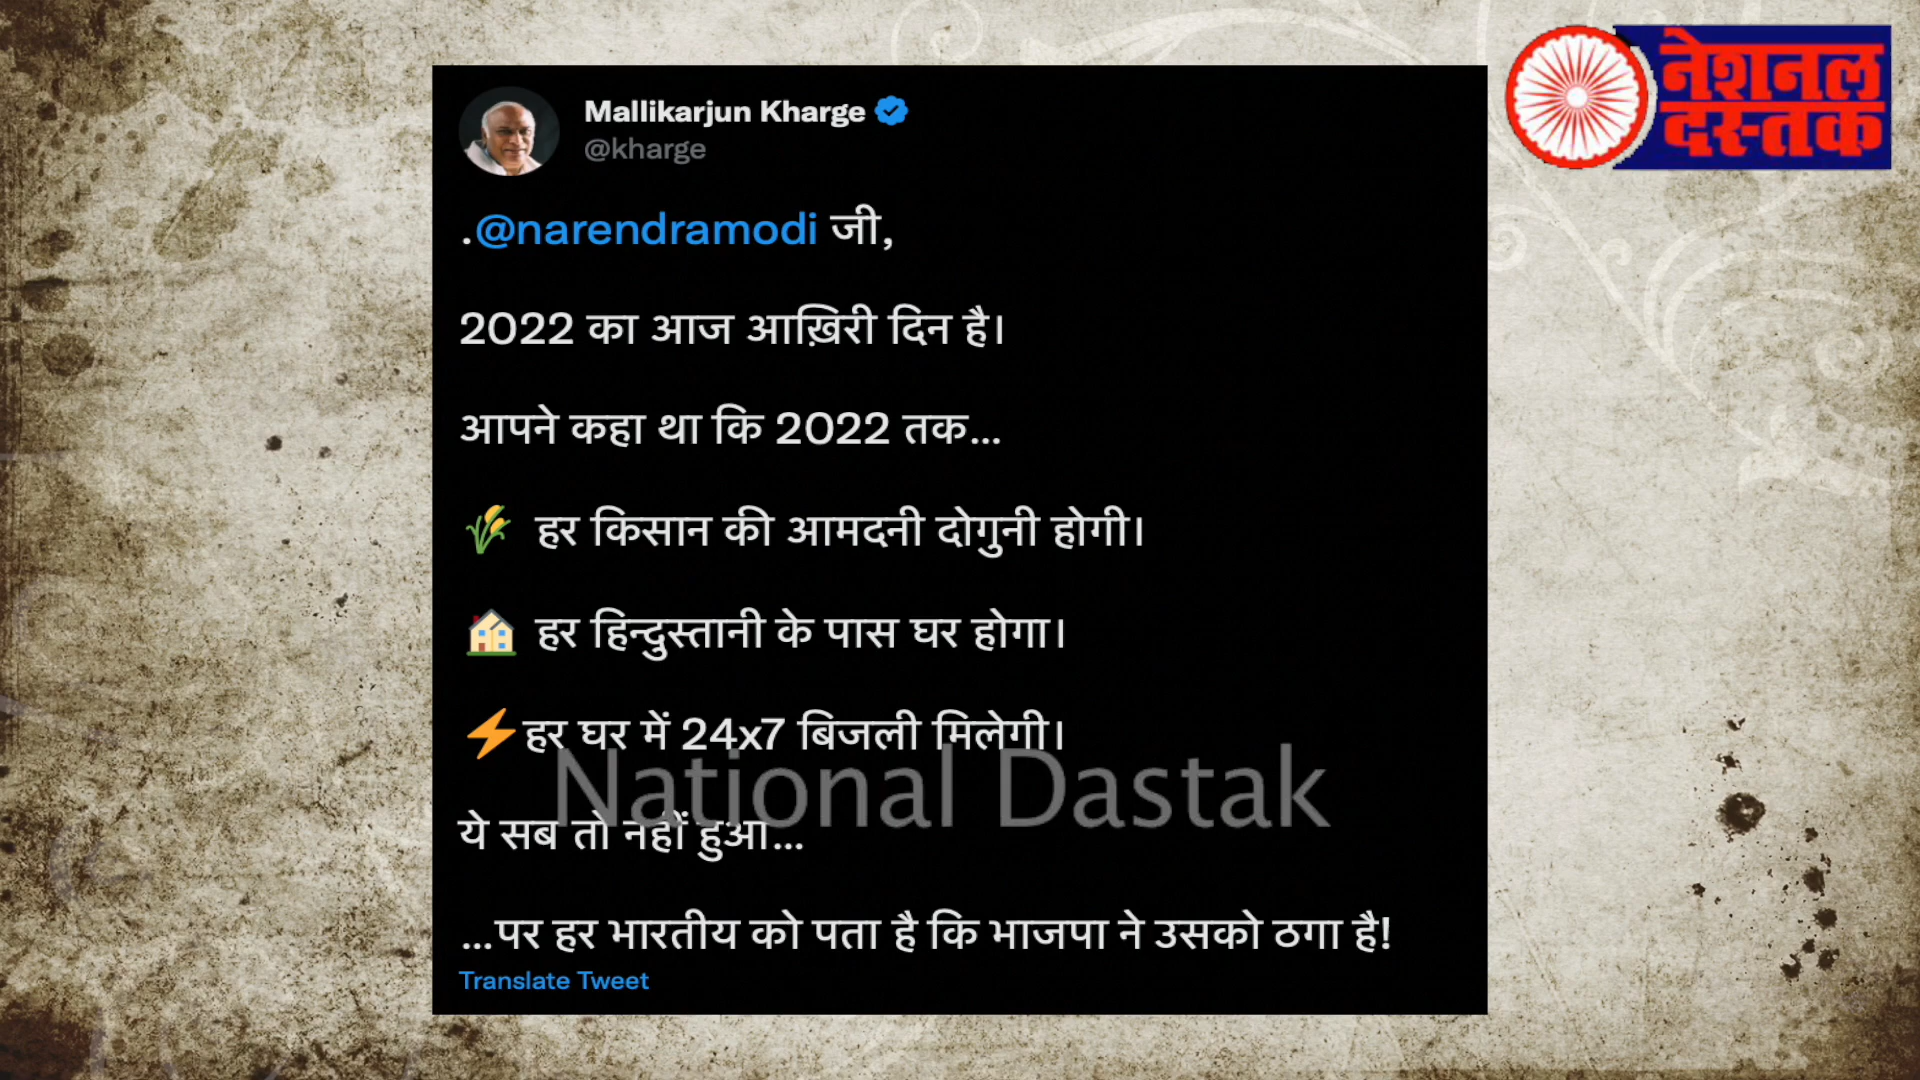 नेशनल
दस्तक
Mallikarjun Kharge
@kharge
.@narendramodi जी,
2022 का आज आख़िरी दिन है।
आपने कहा था कि 2022 तक...
हर किसान की आमदनी दोगुनी होगी।
हर हिन्दुस्तानी के पास घर होगा।
हर घर में 24x7 बिजली मिलेगी।
National Dastak
ये सब तो नहीं हुआ...
...पर हर भारतीय को पता है कि भाजपा ने उसको ठगा है!
Translate Tweet